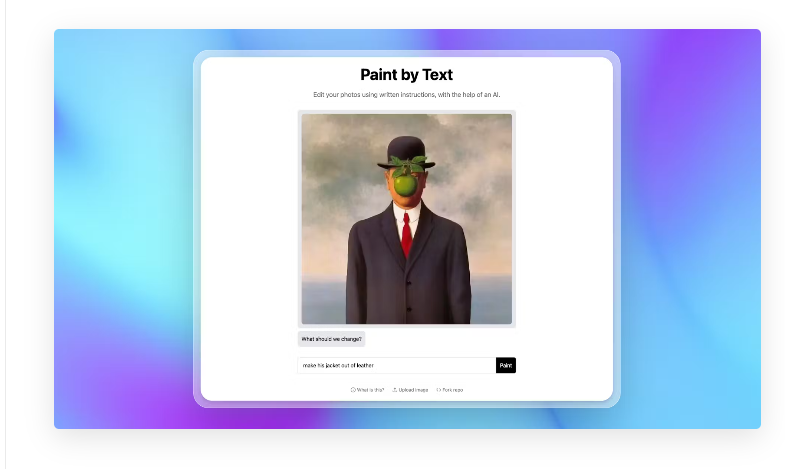 Paint by Text
Edit your photos using written instructions, with the help of an AI.
What should we change?
make his jacket out of leather
Paint
What is this?
Upload image
Fork repo